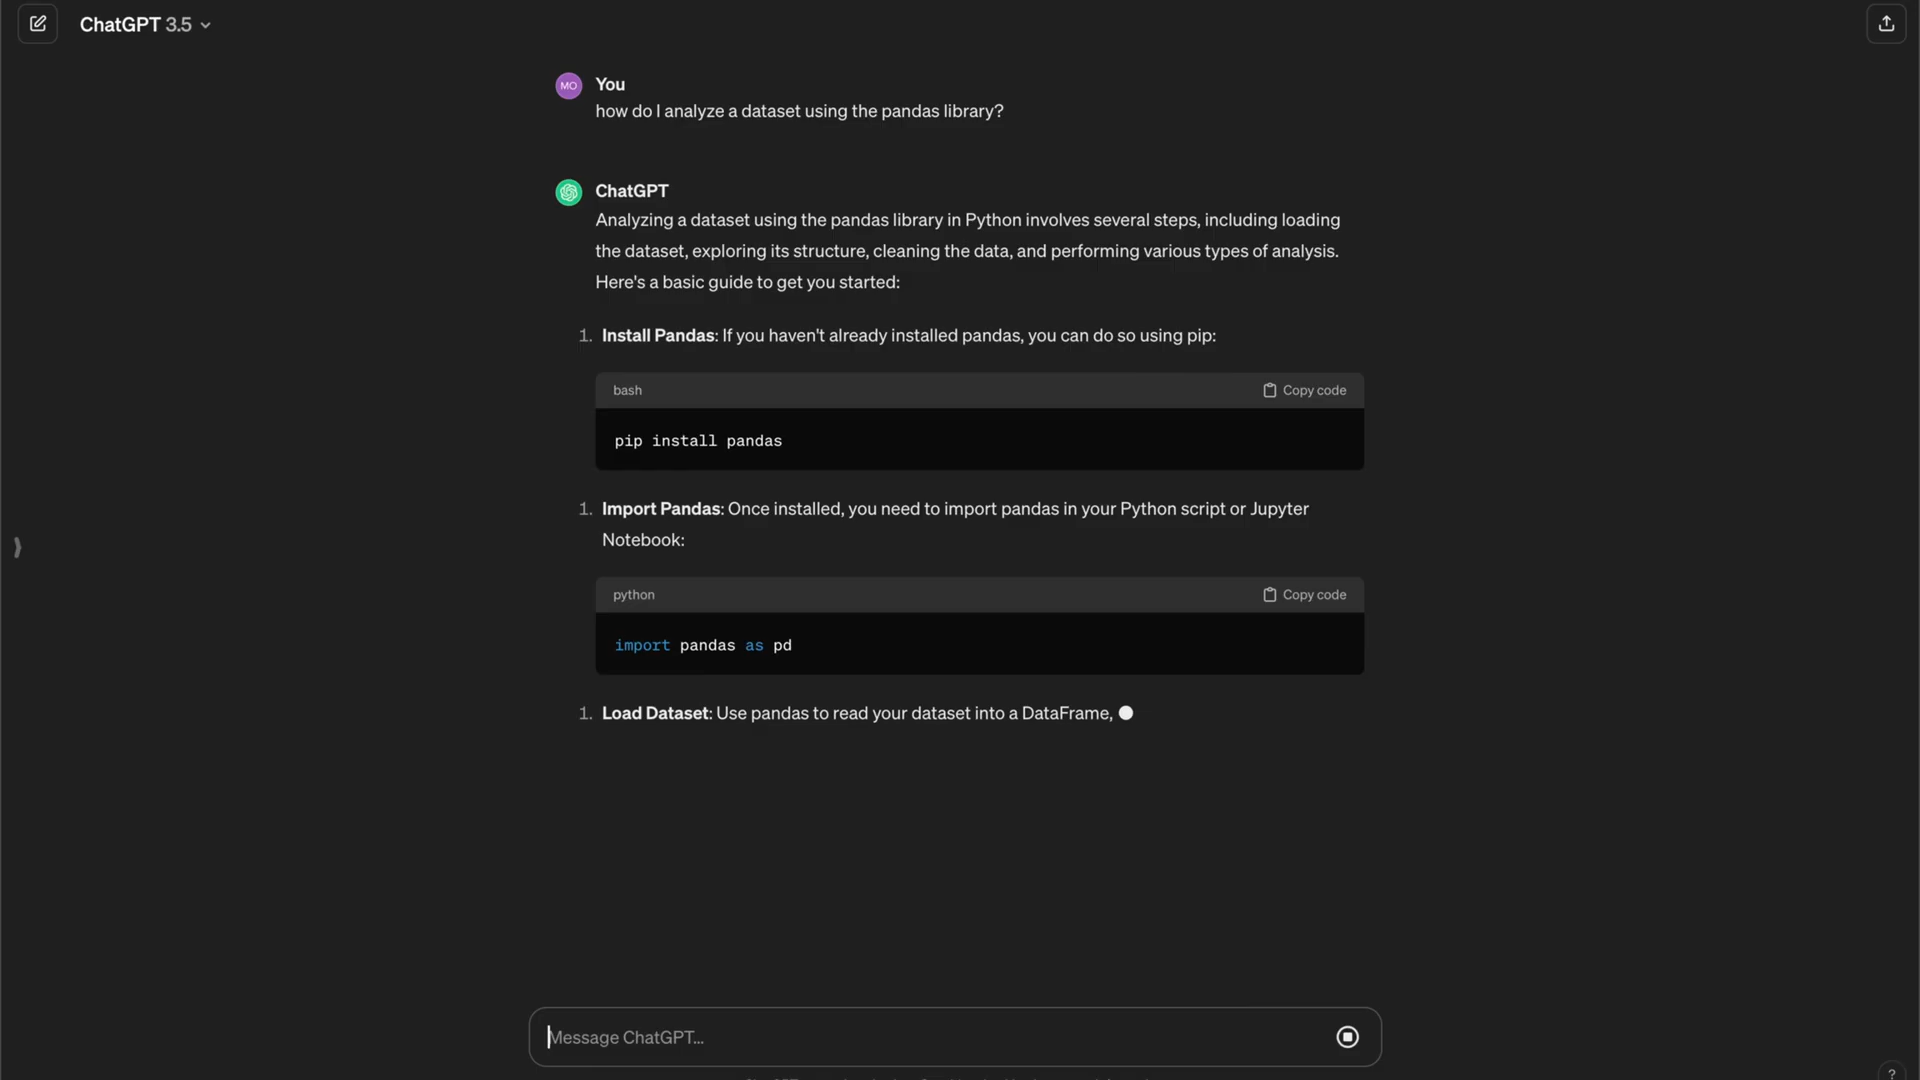 ChatGPT 3.5
MO
You
how do I analyze a dataset using the pandas library?
ChatGPT
Analyzing a dataset using the pandas library in Python involves several steps, including loading
the dataset, exploring its structure, cleaning the data, and performing various types of analysis.
Here's a basic guide to get you started:
1. Install Pandas: If you haven't already installed pandas, you can do so using pip:
bash
Copy code
pip install pandas
1. Import Pandas: Once installed, you need to import pandas in your Python script or Jupyter
Notebook:
python
Copy code
import pandas as pd
1. Load Dataset: Use pandas to read your dataset into a DataFrame,
Message ChatGPT...
?